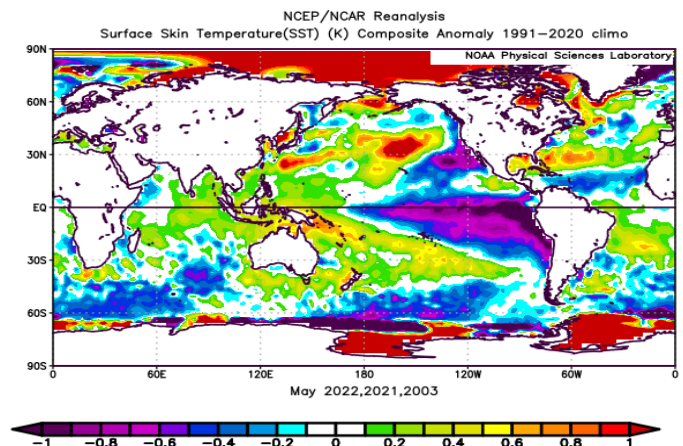 NCEP/NCAR Reanalysis
Surface Skin Temperature(SST) (K) Composite Anomaly 1991-2020 climo
NOAA Physical Sciences Laboratory
90N
60N
30N
EQ
30S
60S
90S
0 60E 120E 180 120W 60W 0
May 2022,2021,2003
-1 -0.8 -0.6 -0.4 -0.2 0 0.2 0.4 0.6 0.8 1